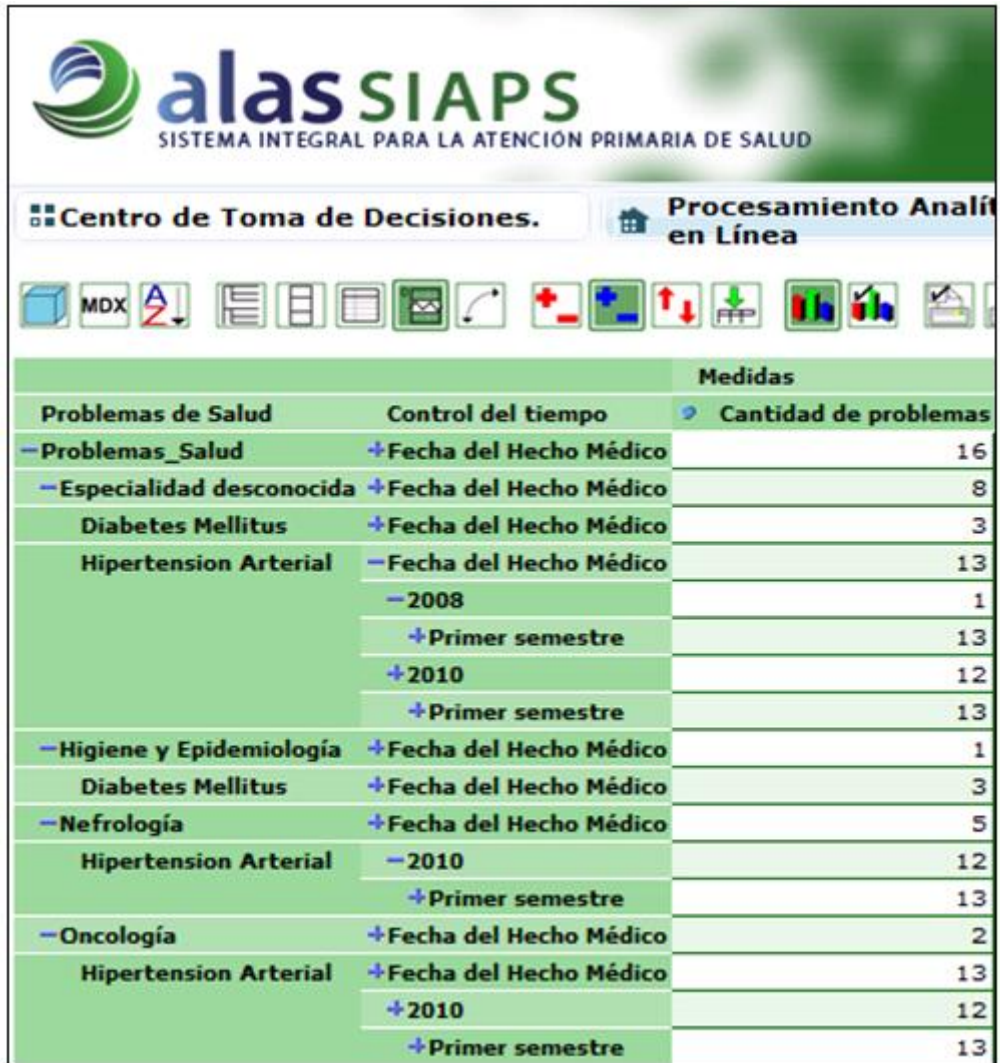 alas SIAPS
SISTEMA INTEGRAL PARA LA ATENCIÓN PRIMARIA DE SALUD
Centro de Toma de Decisiones.
Procesamiento Analít
en Línea
MDX A Z
Medidas
Problemas de Salud Control del tiempo Cantidad de problemas
−Problemas_Salud +Fecha del Hecho Médico 16
−Especialidad desconocida +Fecha del Hecho Médico 8
Diabetes Mellitus +Fecha del Hecho Médico 3
Hipertension Arterial −Fecha del Hecho Médico 13
−2008 1
+Primer semestre 13
+2010 12
+Primer semestre 13
−Higiene y Epidemiología +Fecha del Hecho Médico 1
Diabetes Mellitus +Fecha del Hecho Médico 3
−Nefrología +Fecha del Hecho Médico 5
Hipertension Arterial −2010 12
+Primer semestre 13
−Oncología +Fecha del Hecho Médico 2
Hipertension Arterial +Fecha del Hecho Médico 13
+2010 12
+Primer semestre 13